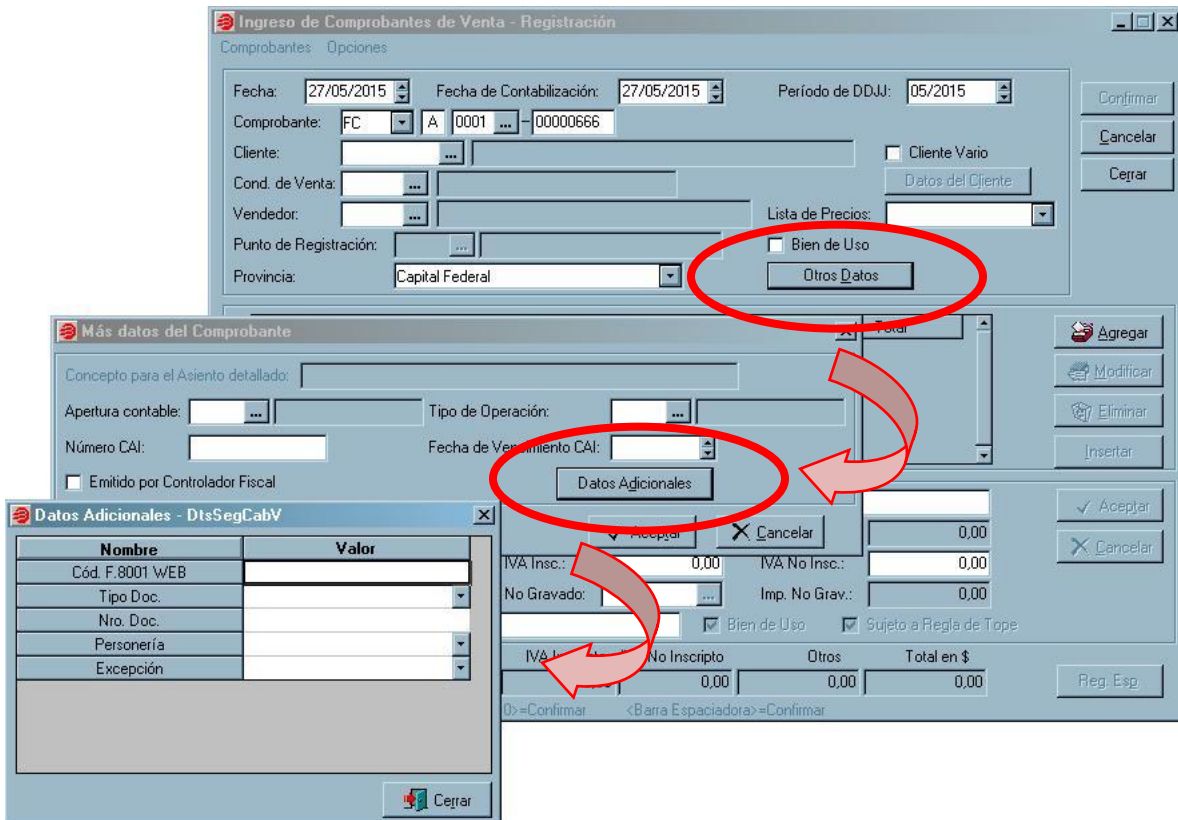 Ingreso de Comprobantes de Venta - Registración
Comprobantes Opciones
Fecha: 27/05/2015 Fecha de Contabilización: 27/05/2015 Período de DDJJ: 05/2015
Confirmar
Comprobante: FC A 0001 ... - 00000666
Cancelar
Cliente: ... Cliente Vario
Cerrar
Cond. de Venta: ... Datos del Cliente
Vendedor: ... Lista de Precios:
Punto de Registración: ... Bien de Uso
Provincia: Capital Federal Otros Datos
Más datos del Comprobante
Total
Agregar
Concepto para el Asiento detallado:
Modificar
Apertura contable: ... Tipo de Operación: ...
Eliminar
Número CAI: Fecha de Vencimiento CAI:
Insertar
Emitido por Controlador Fiscal Datos Adicionales
Aceptar
Datos Adicionales - DtsSegCabV
Aceptar Cancelar 0,00
Cancelar
Nombre Valor
Cód. F.8001 WEB
Tipo Doc.
Nro. Doc.
Personería
Excepción
Cerrar
IVA Insc.: 0,00 IVA No Insc.: 0,00
No Gravado: ... Imp. No Grav.: 0,00
Bien de Uso Sujeto a Regla de Tope
IVA No Inscripto Otros Total en $
0,00 0,00 0,00
Reg. Esp.
0>=Confirmar <Barra Espaciadora>=Confirmar